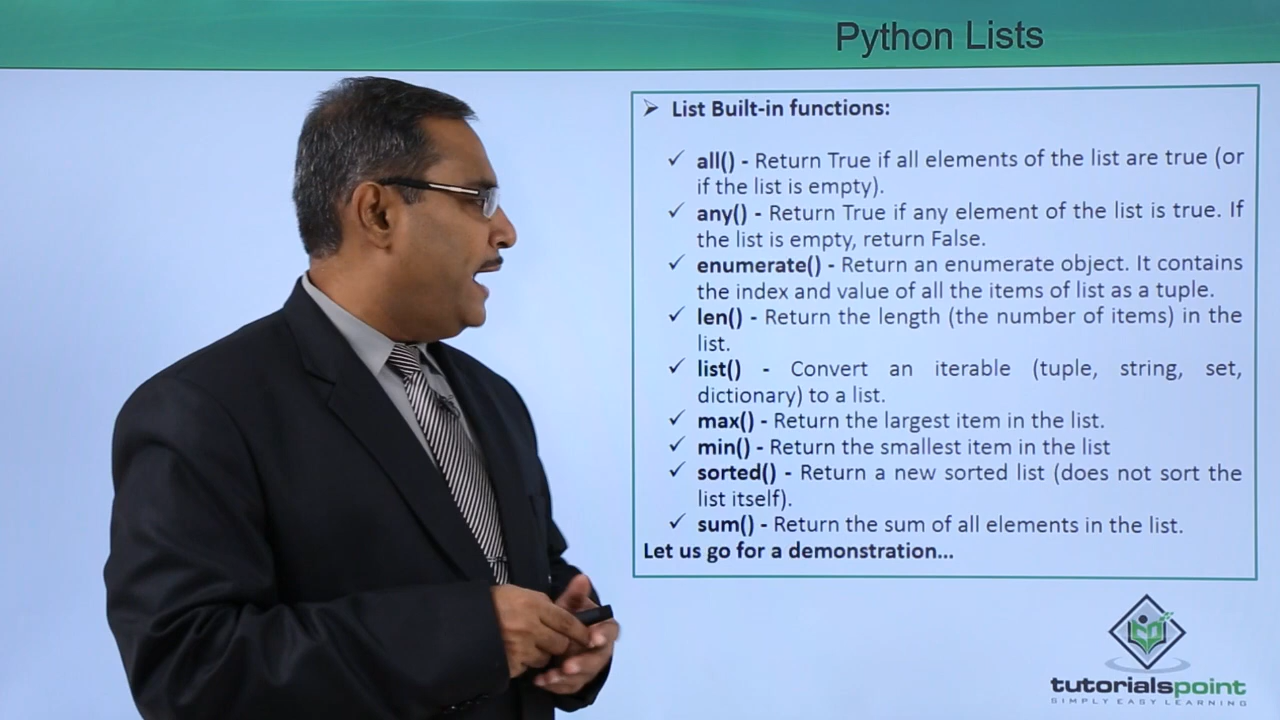 Python Lists
➢ List Built-in functions:
✓ all() - Return True if all elements of the list are true (or
if the list is empty).
✓ any() - Return True if any element of the list is true. If
the list is empty, return False.
✓ enumerate() - Return an enumerate object. It contains
the index and value of all the items of list as a tuple.
✓ len() - Return the length (the number of items) in the
list.
✓ list() - Convert an iterable (tuple, string, set,
dictionary) to a list.
✓ max() - Return the largest item in the list.
✓ min() - Return the smallest item in the list
✓ sorted() - Return a new sorted list (does not sort the
list itself).
✓ sum() - Return the sum of all elements in the list.
Let us go for a demonstration...
tutorialspoint
SIMPLY EASY LEARNING